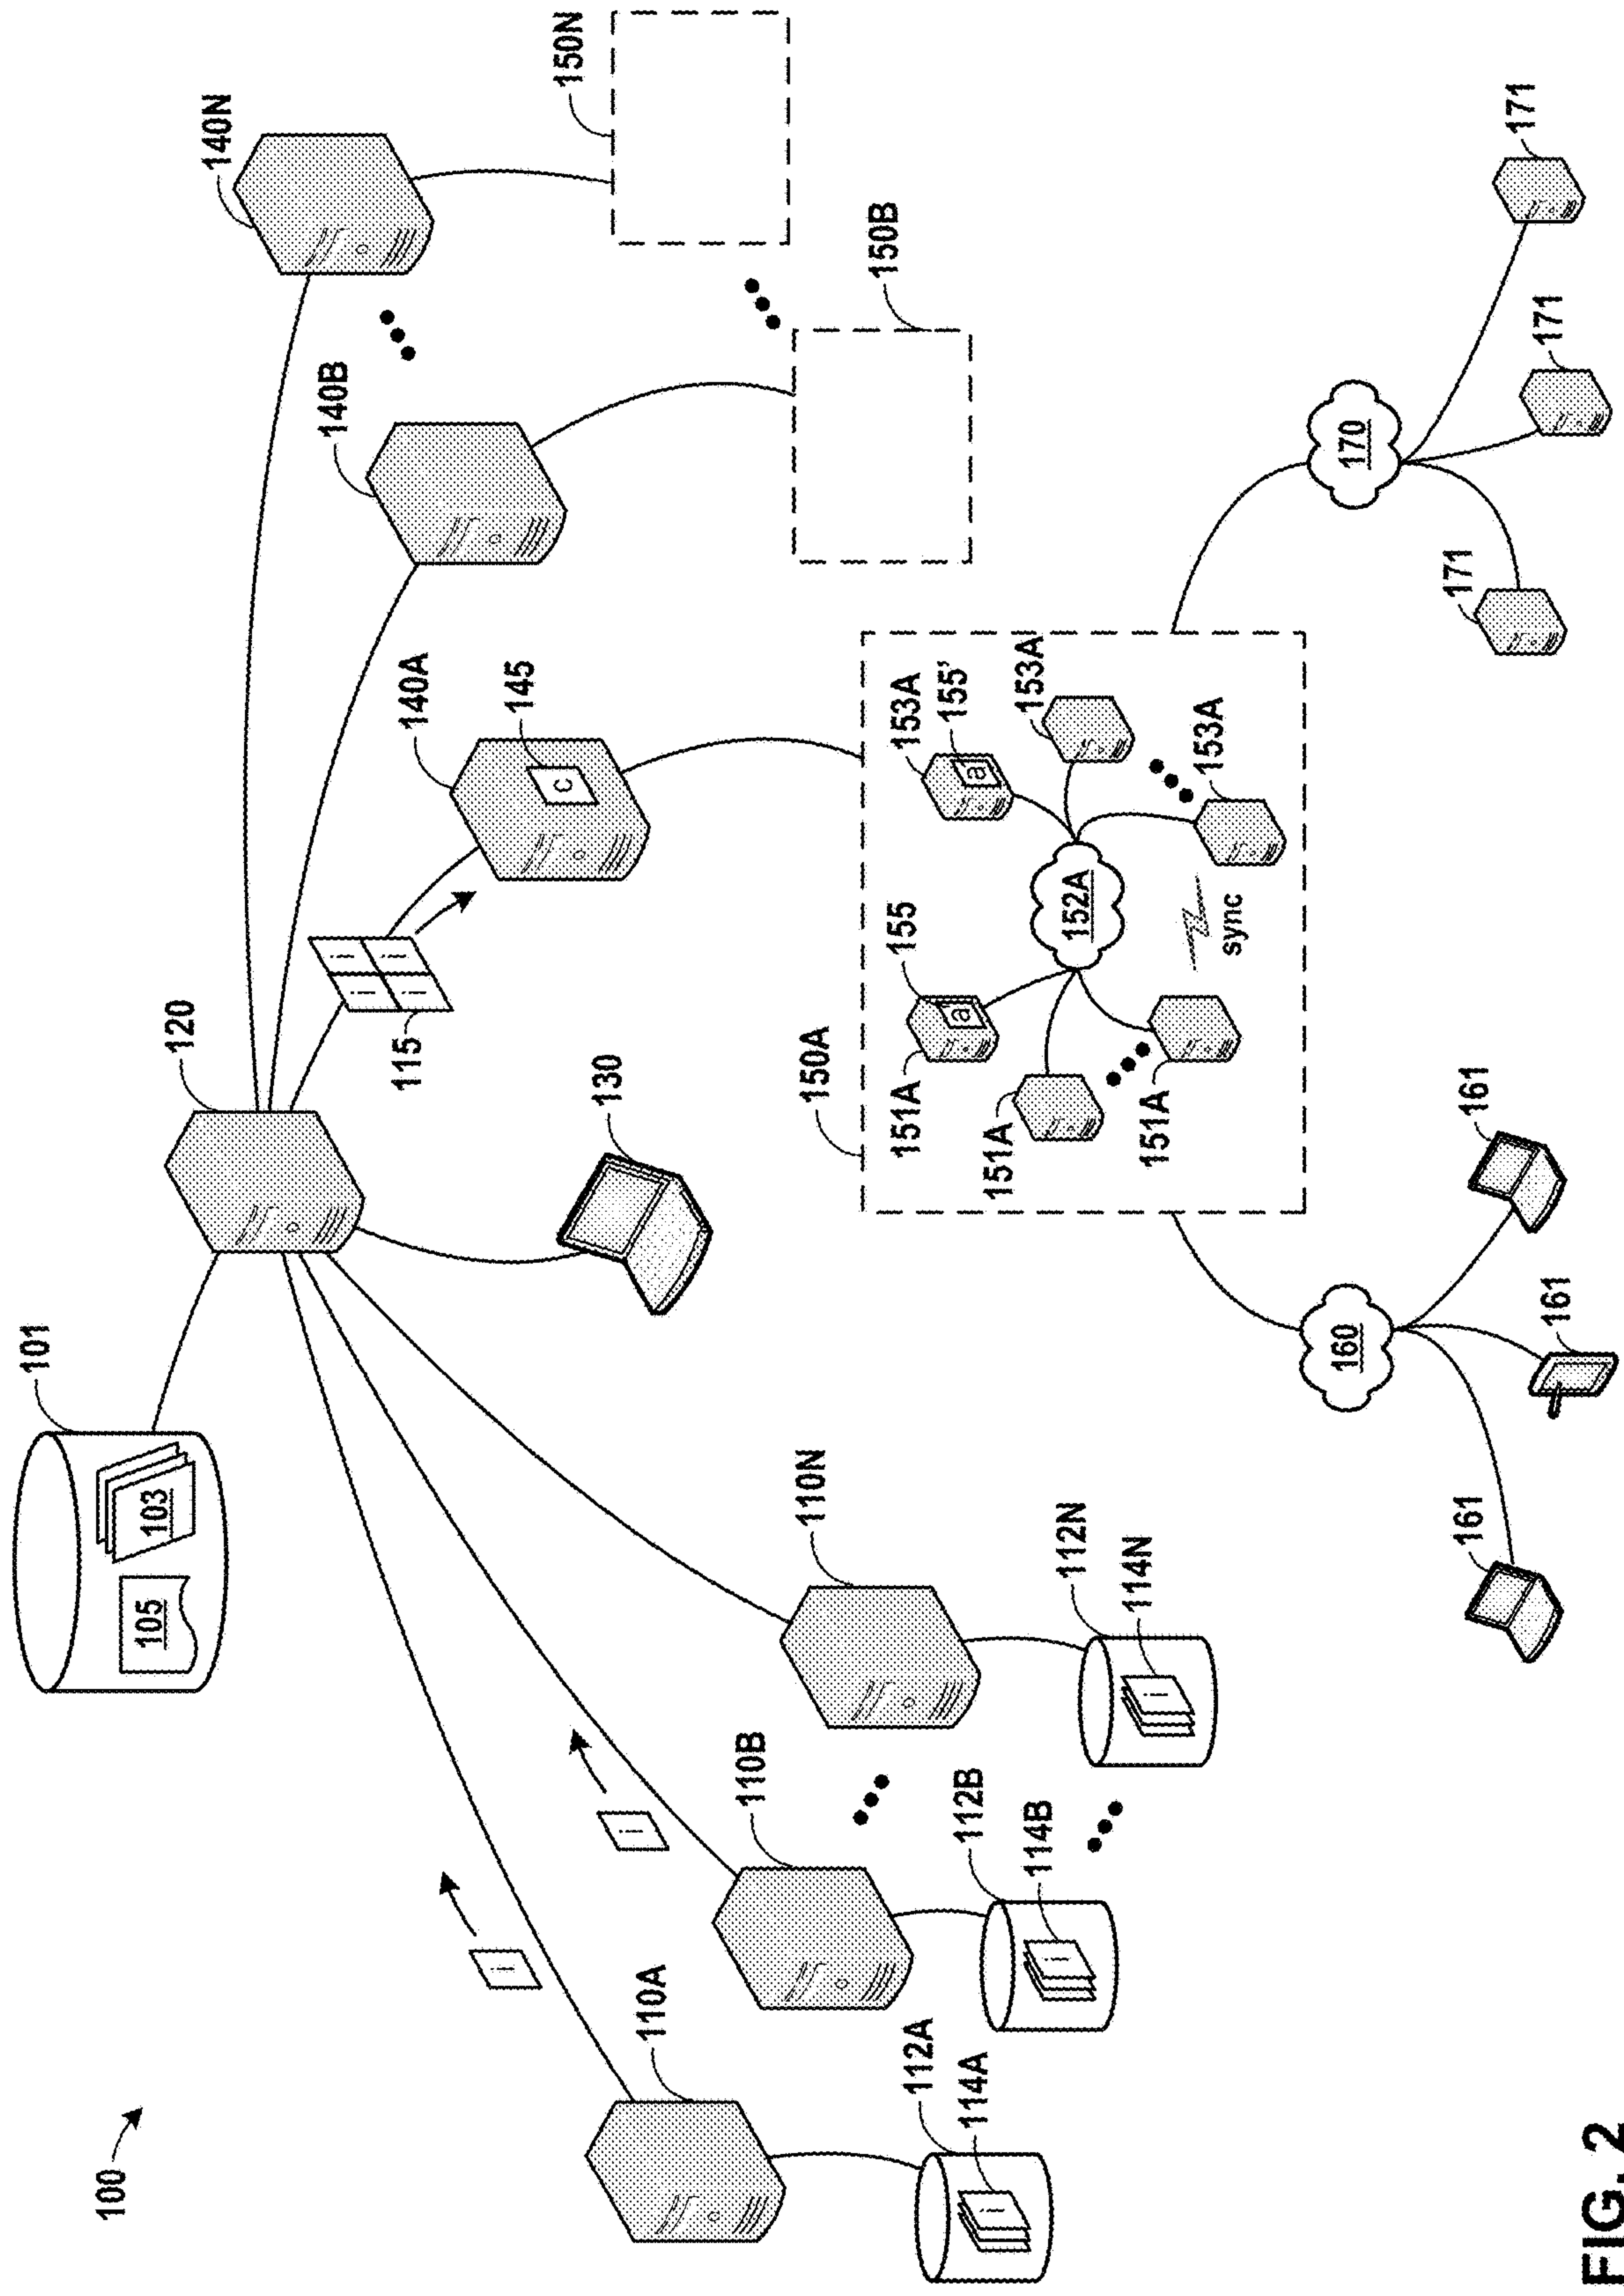 100
101
105
103
120
110A
112A
114A
i
i
110B
112B
114B
i
i
110N
112N
114N
i
130
115
i
i
i
i
140A
145
c
140B
140N
150A
150B
150N
151A
155
a
151A
151A
152A
153A
155'
a
153A
153A
sync
160
161
161
161
170
171
171
171
FIG. 2